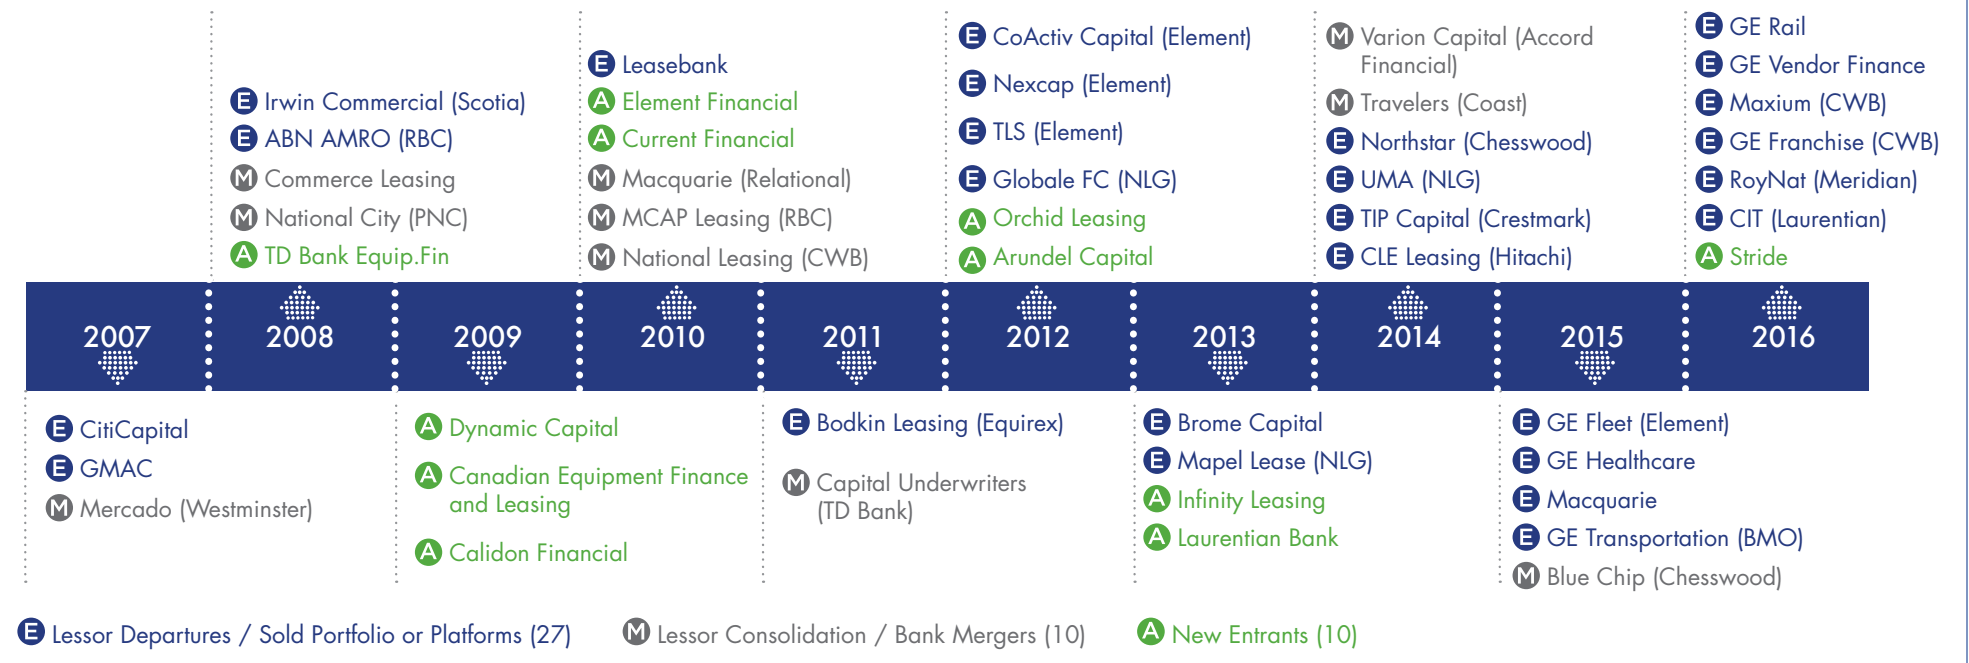 E Irwin Commercial (Scotia)
E ABN AMRO (RBC)
M Commerce Leasing
M National City (PNC)
A TD Bank Equip.Fin
E Leasebank
A Element Financial
A Current Financial
M Macquarie (Relational)
M MCAP Leasing (RBC)
M National Leasing (CWB)
E CoActiv Capital (Element)
E Nexcap (Element)
E TLS (Element)
E Globale FC (NLG)
A Orchid Leasing
A Arundel Capital
M Varion Capital (Accord
Financial)
M Travelers (Coast)
E Northstar (Chesswood)
E UMA (NLG)
E TIP Capital (Crestmark)
E CLE Leasing (Hitachi)
E GE Rail
E GE Vendor Finance
E Maxium (CWB)
E GE Franchise (CWB)
E RoyNat (Meridian)
E CIT (Laurentian)
A Stride
2007 2008 2009 2010 2011 2012 2013 2014 2015 2016
E CitiCapital
E GMAC
M Mercado (Westminster)
A Dynamic Capital
A Canadian Equipment Finance
and Leasing
A Calidon Financial
E Bodkin Leasing (Equirex)
M Capital Underwriters
(TD Bank)
E Brome Capital
E Mapel Lease (NLG)
A Infinity Leasing
A Laurentian Bank
E GE Fleet (Element)
E GE Healthcare
E Macquarie
E GE Transportation (BMO)
M Blue Chip (Chesswood)
E Lessor Departures / Sold Portfolio or Platforms (27)
M Lessor Consolidation / Bank Mergers (10)
A New Entrants (10)